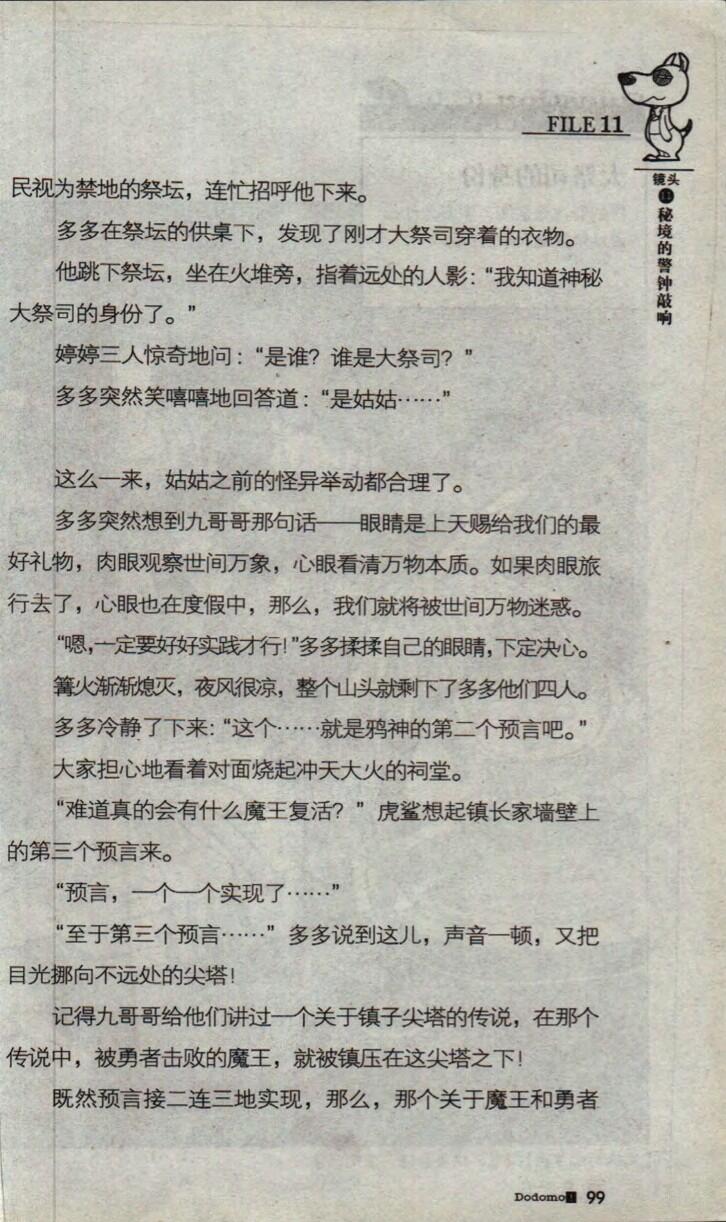 FILE 11
镜头
11
秘境的警钟敲响
民视为禁地的祭坛，连忙招呼他下来。
多多在祭坛的供桌下，发现了刚才大祭司穿着的衣物。
他跳下祭坛，坐在火堆旁，指着远处的人影：“我知道神秘
大祭司的身份了。”
婷婷三人惊奇地问：“是谁？谁是大祭司？”
多多突然笑嘻嘻地回答道：“是姑姑……”
这么一来，姑姑之前的怪异举动都合理了。
多多突然想到九哥哥那句话——眼睛是上天赐给我们的最
好礼物，肉眼观察世间万象，心眼看清万物本质。如果肉眼旅
行去了，心眼也在度假中，那么，我们就将被世间万物迷惑。
“嗯，一定要好好实践才行！”多多揉揉自己的眼睛，下定决心。
篝火渐渐熄灭，夜风很凉，整个山头就剩下了多多他们四人。
多多冷静了下来：“这个……就是鸦神的第二个预言吧。”
大家担心地看着对面烧起冲天大火的祠堂。
“难道真的会有什么魔王复活？”虎鲨想起镇长家墙壁上
的第三个预言来。
“预言，一个一个实现了……”
“至于第三个预言……”多多说到这儿，声音一顿，又把
目光挪向不远处的尖塔！
记得九哥哥给他们讲过一个关于镇子尖塔的传说，在那个
传说中，被勇者击败的魔王，就被镇压在这尖塔之下！
既然预言接二连三地实现，那么，那个关于魔王和勇者
Dodomo 99